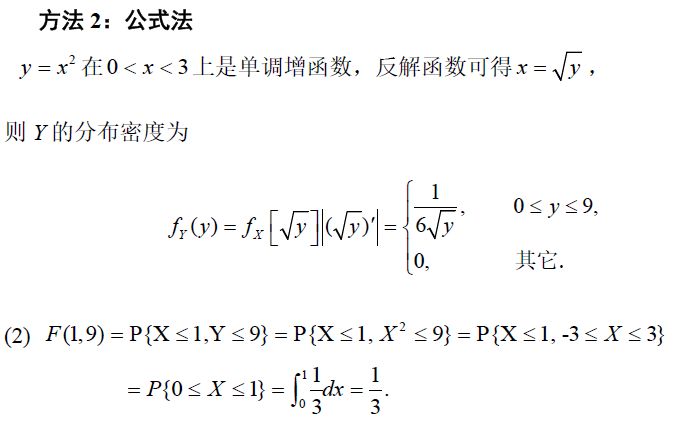 方法 2：公式法
y = x² 在 0 < x < 3 上是单调增函数，反解函数可得 x = √y ，
则 Y 的分布密度为
f_Y(y) = f_X[√y]|(√y)′| = { 1/(6√y), 0 ≤ y ≤ 9,
0, 其它.
(2) F(1,9) = P{X ≤ 1,Y ≤ 9} = P{X ≤ 1, X² ≤ 9} = P{X ≤ 1, -3 ≤ X ≤ 3}
= P{0 ≤ X ≤ 1} = ∫₀¹ 1/3 dx = 1/3.